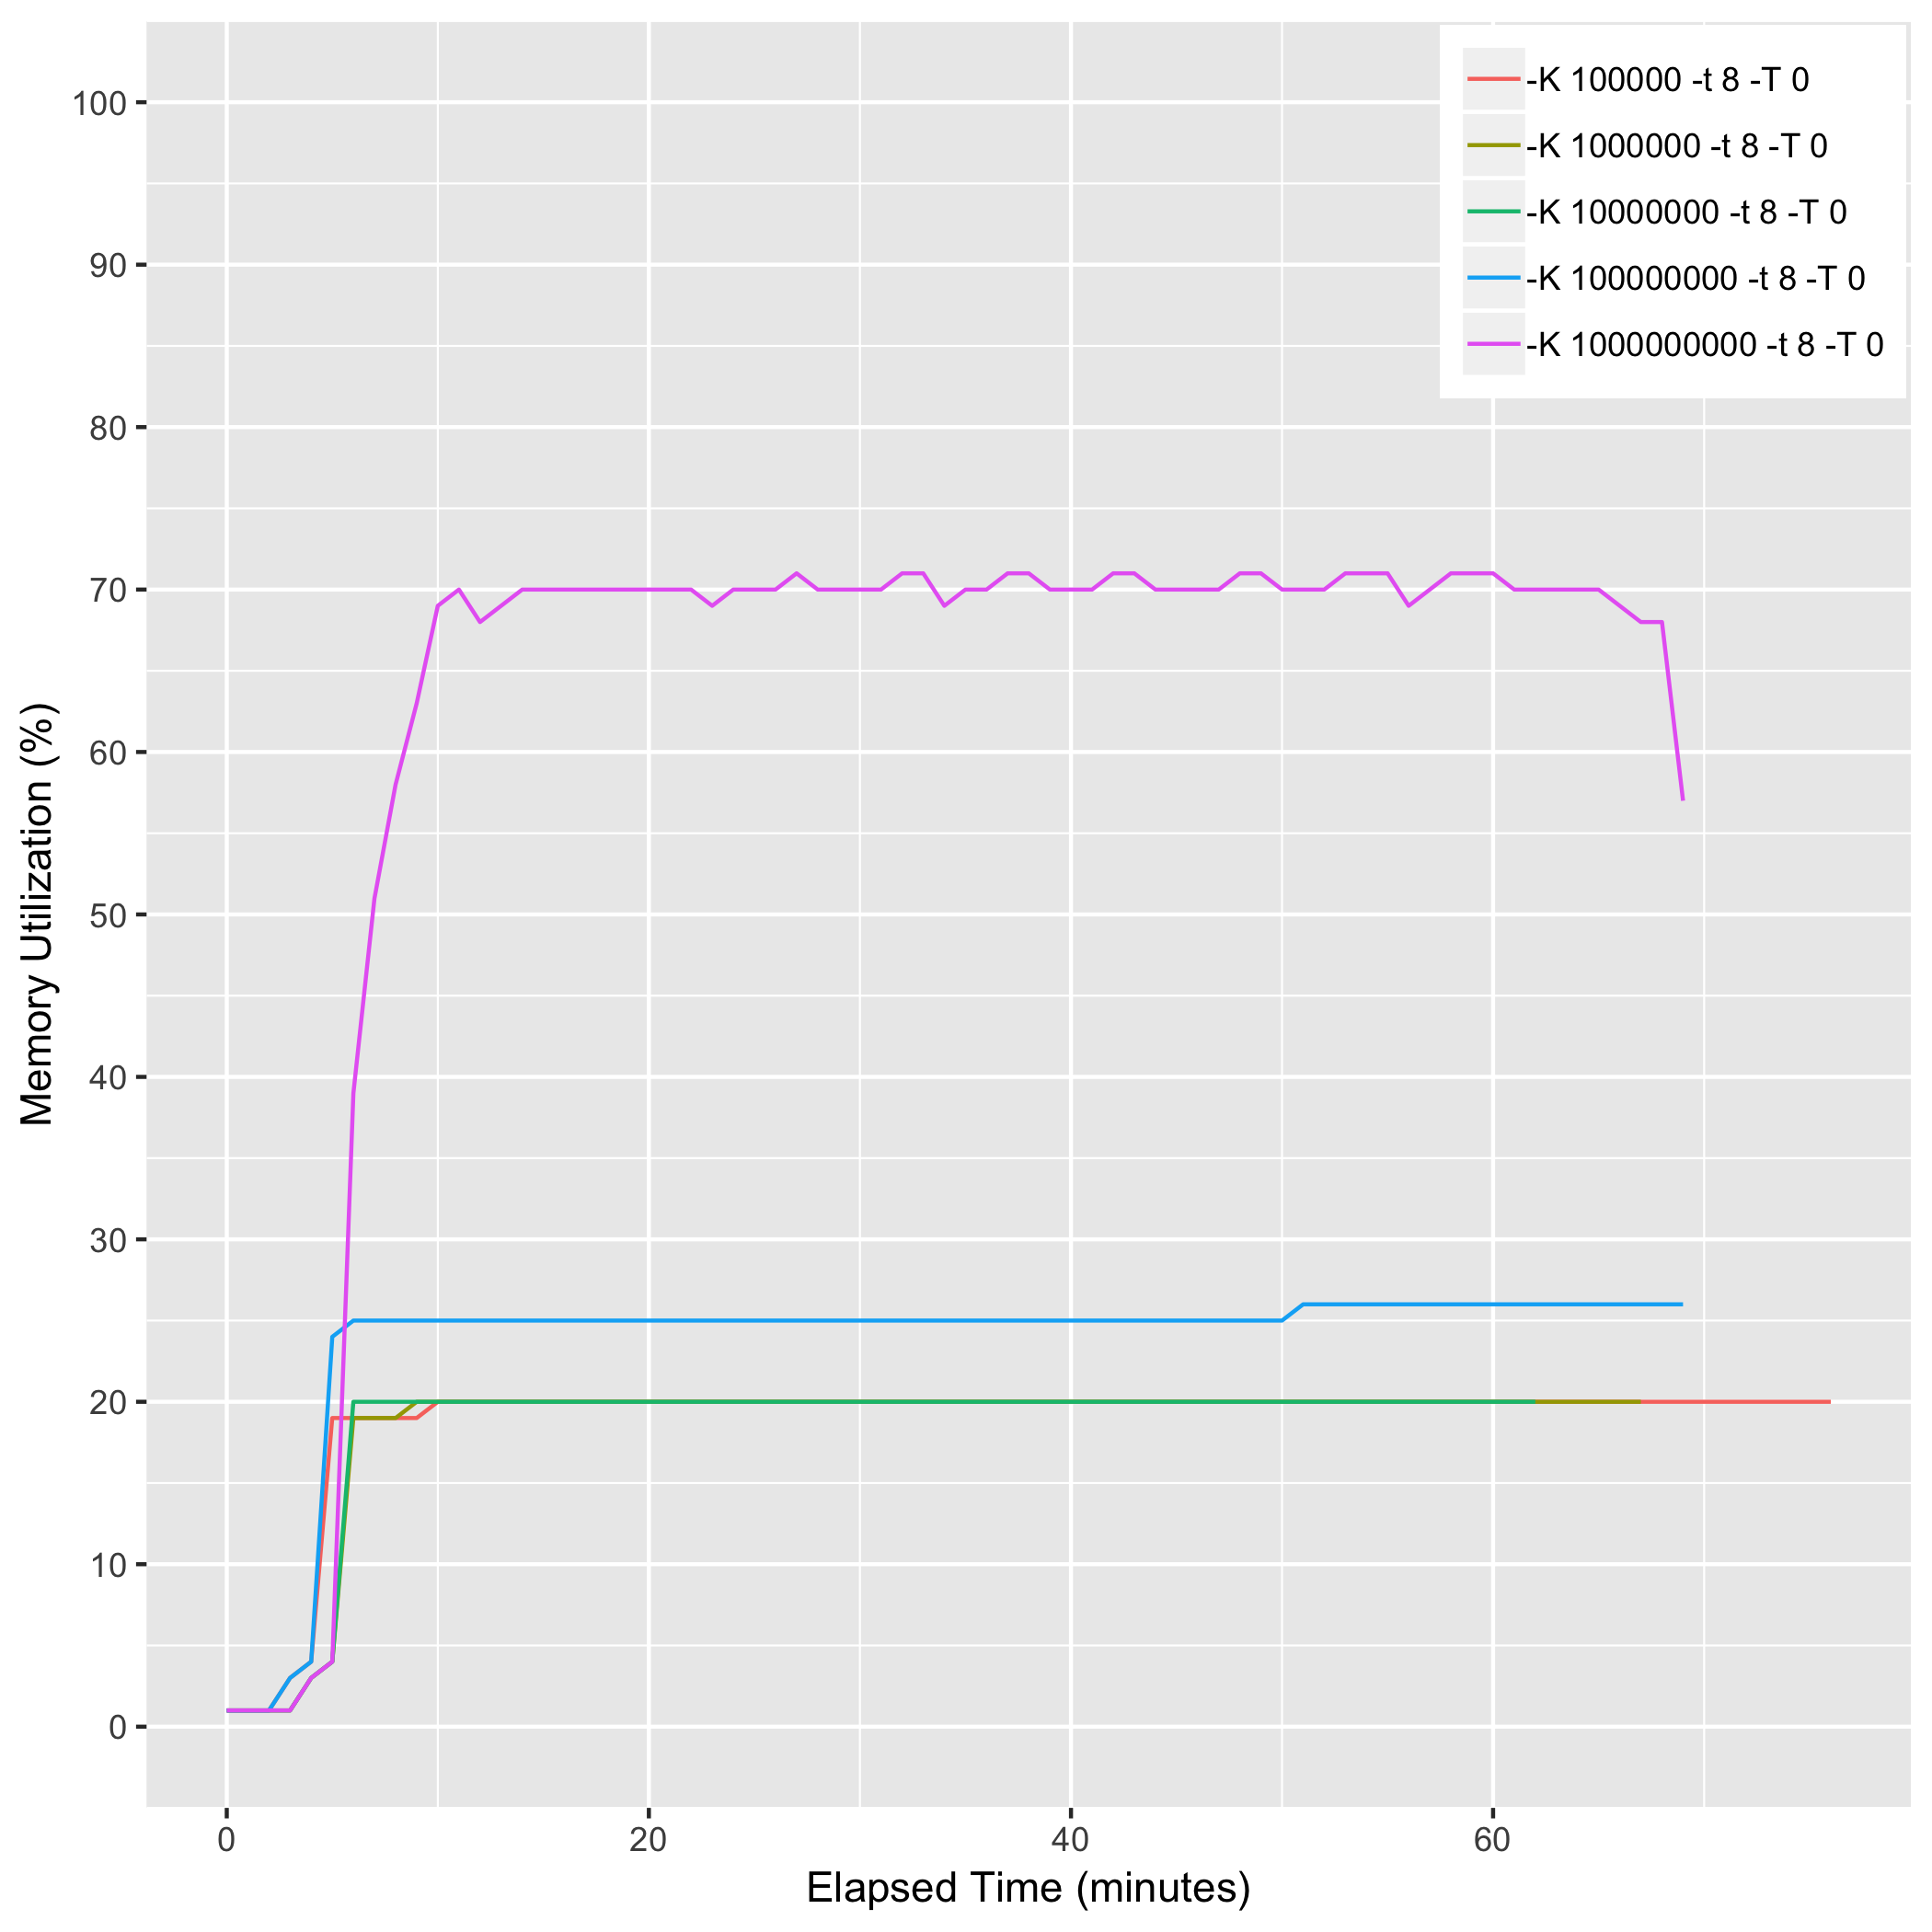 -K 100000 -t 8 -T 0
-K 1000000 -t 8 -T 0
-K 10000000 -t 8 -T 0
-K 100000000 -t 8 -T 0
-K 1000000000 -t 8 -T 0
100
90
80
70
60
50
40
30
20
10
0
Memory Utilization (%)
0 20 40 60
Elapsed Time (minutes)